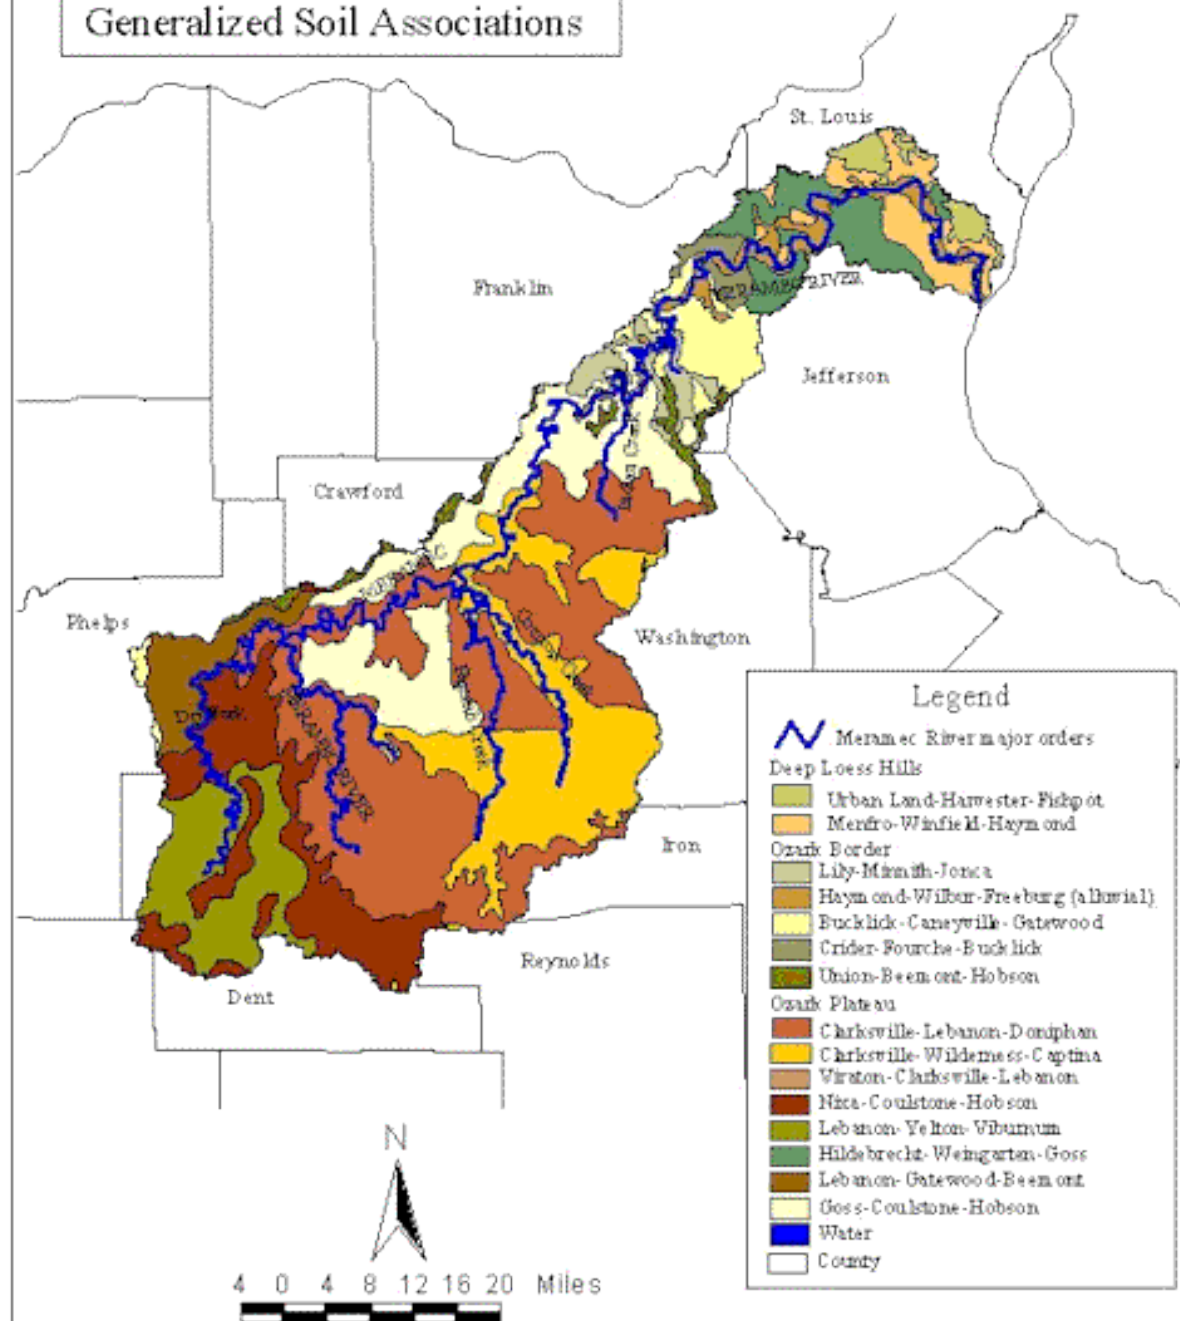 Generalized Soil Associations
St. Louis
Franklin
MERAMEC RIVER
Jefferson
Crawford
MERAMEC
Phelps
Washington
Iron
Reynolds
Dent
Legend
Meramec River major orders
Deep Loess Hills
Urban Land-Harvester-Fishpot
Menfro-Winfield-Haymond
Ozark Border
Lily-Minnith-Jonca
Haymond-Wilbur-Freeburg (alluvial)
Bucklick-Caneyville-Gatewood
Crider-Fourche-Bucklick
Union-Beemont-Hobson
Ozark Plateau
Clarksville-Lebanon-Doniphan
Clarksville-Wilderness-Captina
Viraton-Clarksville-Lebanon
Nixa-Coulstone-Hobson
Lebanon-Yelton-Viburnum
Hildebrecht-Weingarten-Goss
Lebanon-Gatewood-Beemont
Goss-Coulstone-Hobson
Water
County
N
4 0 4 8 12 16 20 Miles